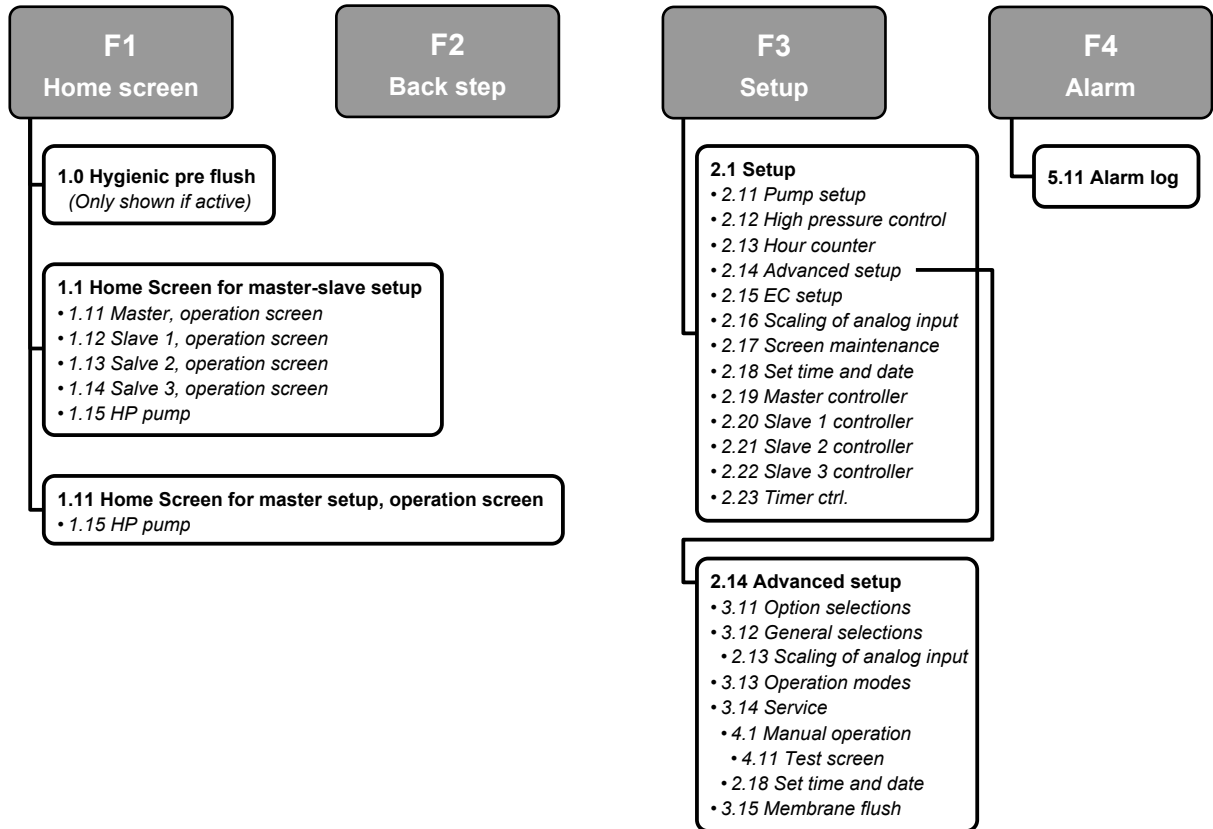 F1
Home screen
F2
Back step
F3
Setup
F4
Alarm
1.0 Hygienic pre flush
(Only shown if active)
1.1 Home Screen for master-slave setup
• 1.11 Master, operation screen
• 1.12 Slave 1, operation screen
• 1.13 Salve 2, operation screen
• 1.14 Salve 3, operation screen
• 1.15 HP pump
1.11 Home Screen for master setup, operation screen
• 1.15 HP pump
2.1 Setup
• 2.11 Pump setup
• 2.12 High pressure control
• 2.13 Hour counter
• 2.14 Advanced setup
• 2.15 EC setup
• 2.16 Scaling of analog input
• 2.17 Screen maintenance
• 2.18 Set time and date
• 2.19 Master controller
• 2.20 Slave 1 controller
• 2.21 Slave 2 controller
• 2.22 Slave 3 controller
• 2.23 Timer ctrl.
2.14 Advanced setup
• 3.11 Option selections
• 3.12 General selections
• 2.13 Scaling of analog input
• 3.13 Operation modes
• 3.14 Service
• 4.1 Manual operation
• 4.11 Test screen
• 2.18 Set time and date
• 3.15 Membrane flush
5.11 Alarm log